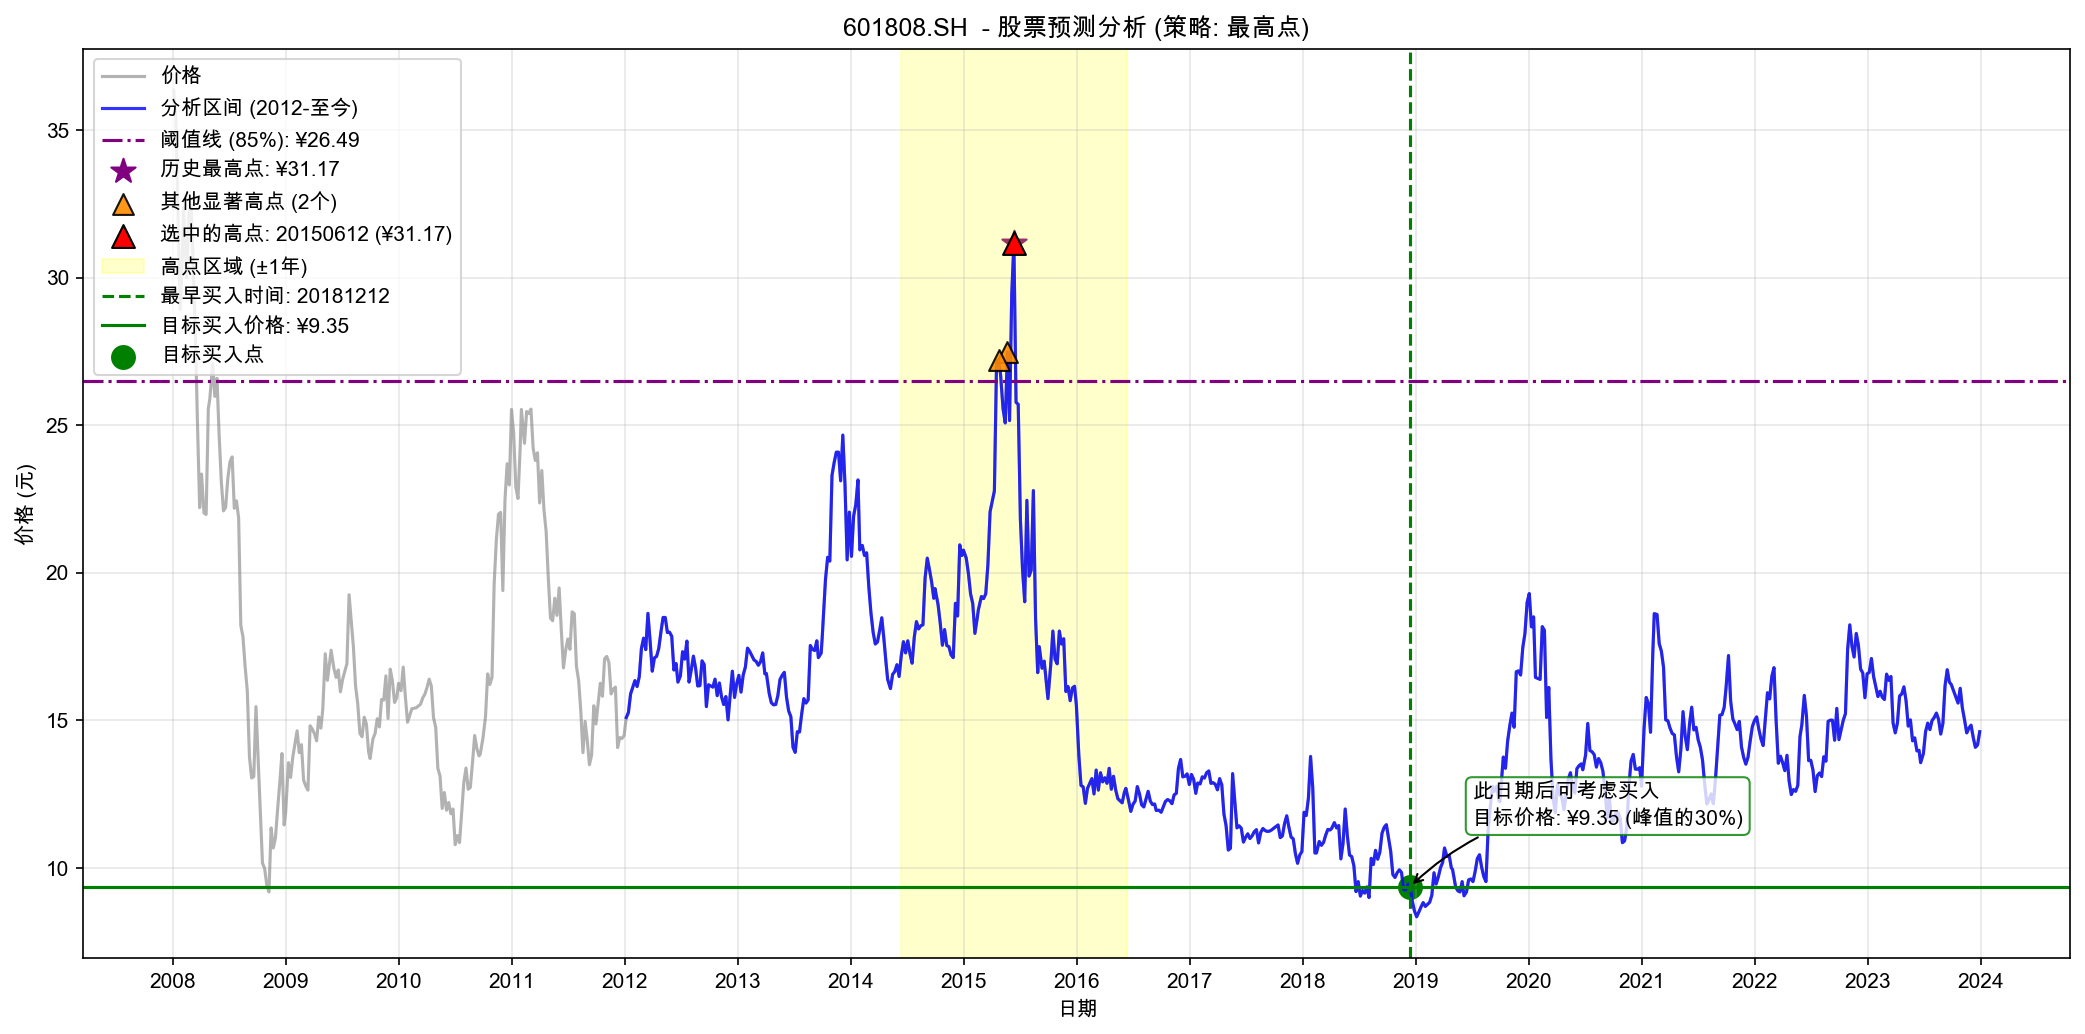 601808.SH - 股票预测分析 (策略: 最高点)
价格
分析区间 (2012-至今)
阈值线 (85%): ¥26.49
历史最高点: ¥31.17
其他显著高点 (2个)
选中的高点: 20150612 (¥31.17)
高点区域 (±1年)
最早买入时间: 20181212
目标买入价格: ¥9.35
目标买入点
价格 (元)
35
30
25
20
15
10
此日期后可考虑买入
目标价格: ¥9.35 (峰值的30%)
2008 2009 2010 2011 2012 2013 2014 2015 2016 2017 2018 2019 2020 2021 2022 2023 2024
日期